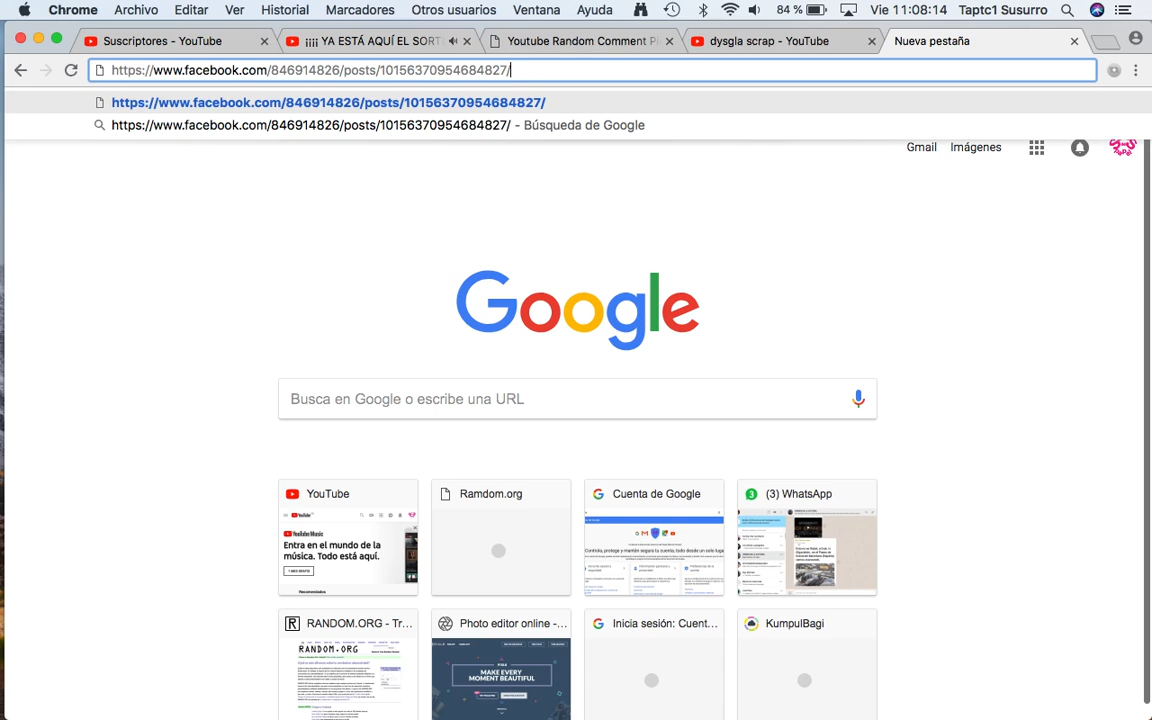 Chrome Archivo Editar Ver Historial Marcadores Otros usuarios Ventana Ayuda 84 % Vie 11:08:14 Taptc1 Susurro
Suscriptores - YouTube ¡¡¡¡ YA ESTÁ AQUÍ EL SORT Youtube Random Comment Pi dysgla scrap - YouTube Nueva pestaña
https://www.facebook.com/846914826/posts/10156370954684827/
https://www.facebook.com/846914826/posts/10156370954684827/
https://www.facebook.com/846914826/posts/10156370954684827/ - Búsqueda de Google
Gmail Imágenes
Google
Busca en Google o escribe una URL
YouTube Ramdom.org Cuenta de Google (3) WhatsApp
YouTube Music
Entra en el mundo de la
música. Todo está aquí.
RANDOM.ORG - Tr... Photo editor online -... Inicia sesión: Cuent... KumpulBagi
RANDOM.ORG
MAKE EVERY
MOMENT BEAUTIFUL